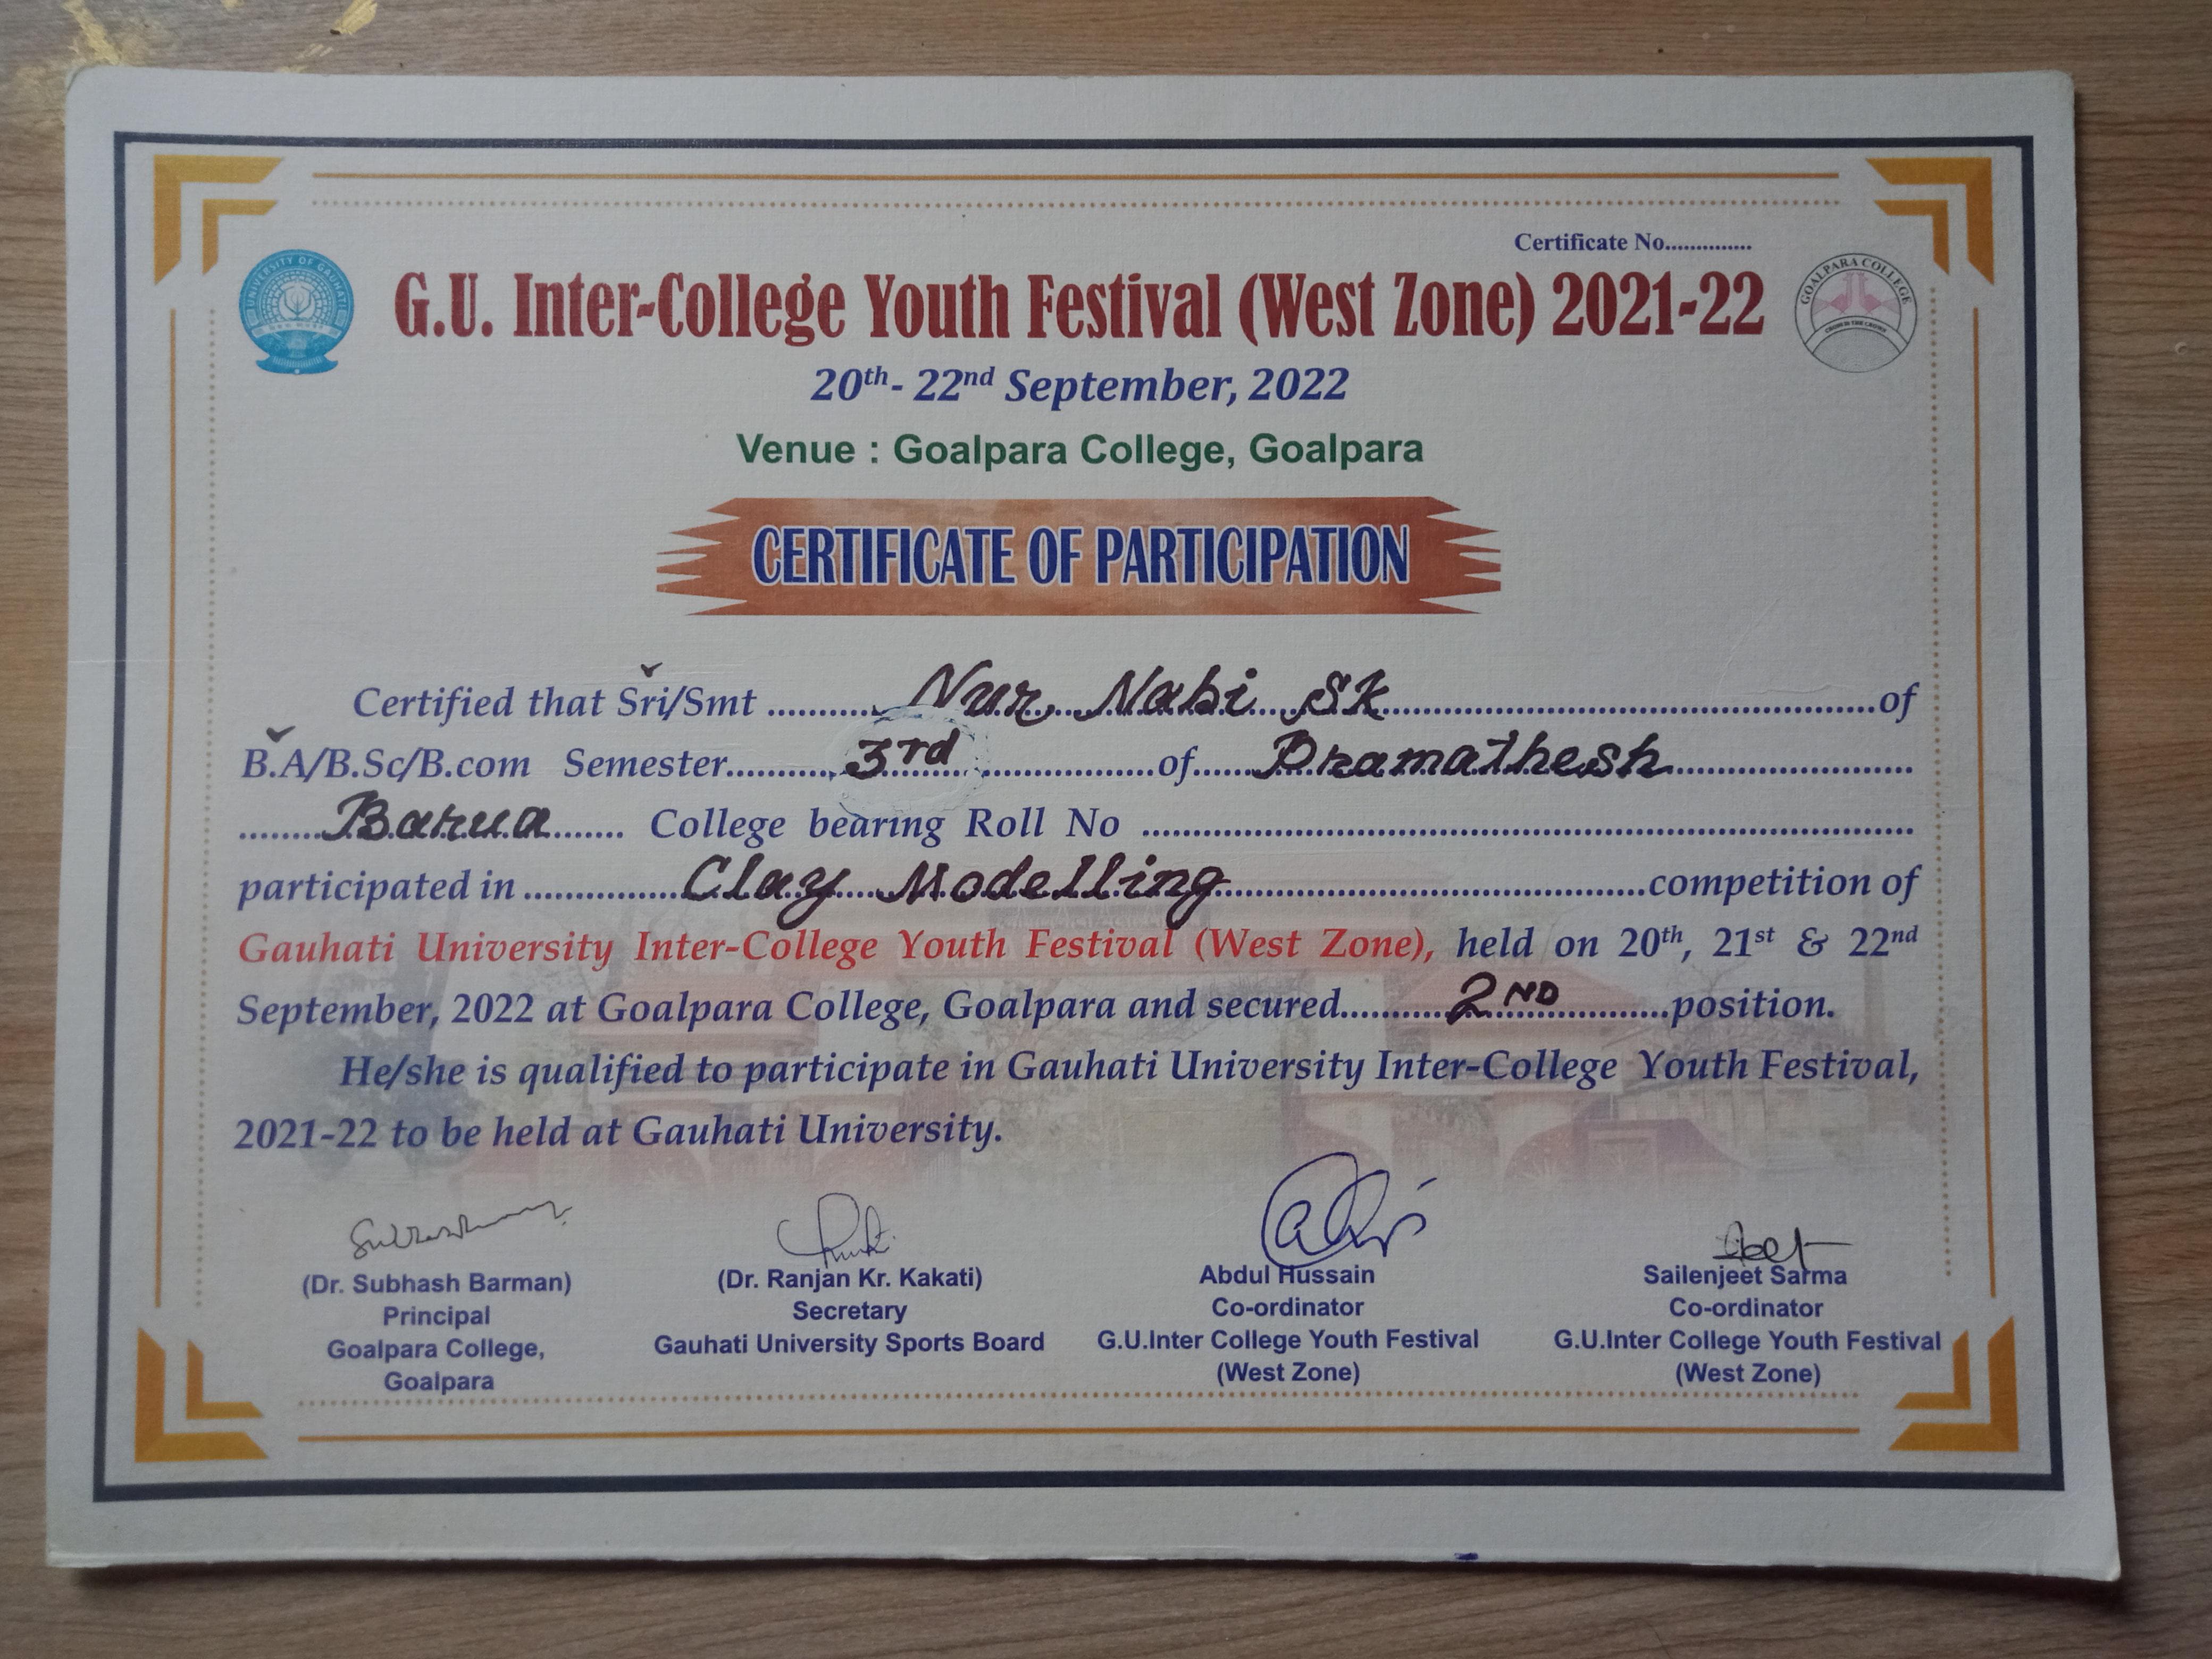 Certificate No..............
UNIVERSITY OF GAUHATI
GOALPARA COLLEGE
G.U. Inter-College Youth Festival (West Zone) 2021-22
20th- 22nd September, 2022
Venue : Goalpara College, Goalpara
CERTIFICATE OF PARTICIPATION
Certified that Sri/Smt ........... Nur Nabi SK ...........of
B.A/B.Sc/B.com Semester........... 3rd ...........of...... Pramathesh ...........
........ Barua ....... College bearing Roll No ...........
participated in ........... Clay Modelling ...........competition of
Gauhati University Inter-College Youth Festival (West Zone), held on 20th, 21st & 22nd
September, 2022 at Goalpara College, Goalpara and secured........... 2ND ...........position.
He/she is qualified to participate in Gauhati University Inter-College Youth Festival,
2021-22 to be held at Gauhati University.
(Dr. Subhash Barman)
Principal
Goalpara College,
Goalpara
(Dr. Ranjan Kr. Kakati)
Secretary
Gauhati University Sports Board
Abdul Hussain
Co-ordinator
G.U.Inter College Youth Festival
(West Zone)
Sailenjeet Sarma
Co-ordinator
G.U.Inter College Youth Festival
(West Zone)